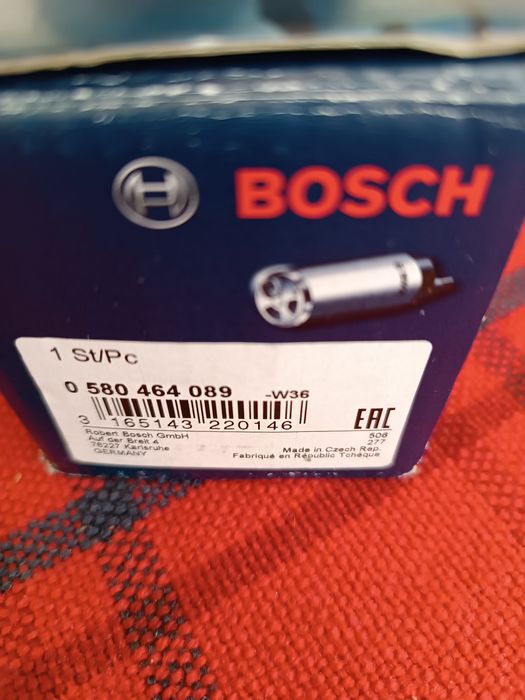 BOSCH
1 St/Pc
0 580 464 089 -W36
3 165143 220146
EAC
Robert Bosch GmbH
Auf der Breit 4
76227 Karlsruhe
GERMANY
506
277
Made in Czech Rep.
Fabriqué en République Tchèque